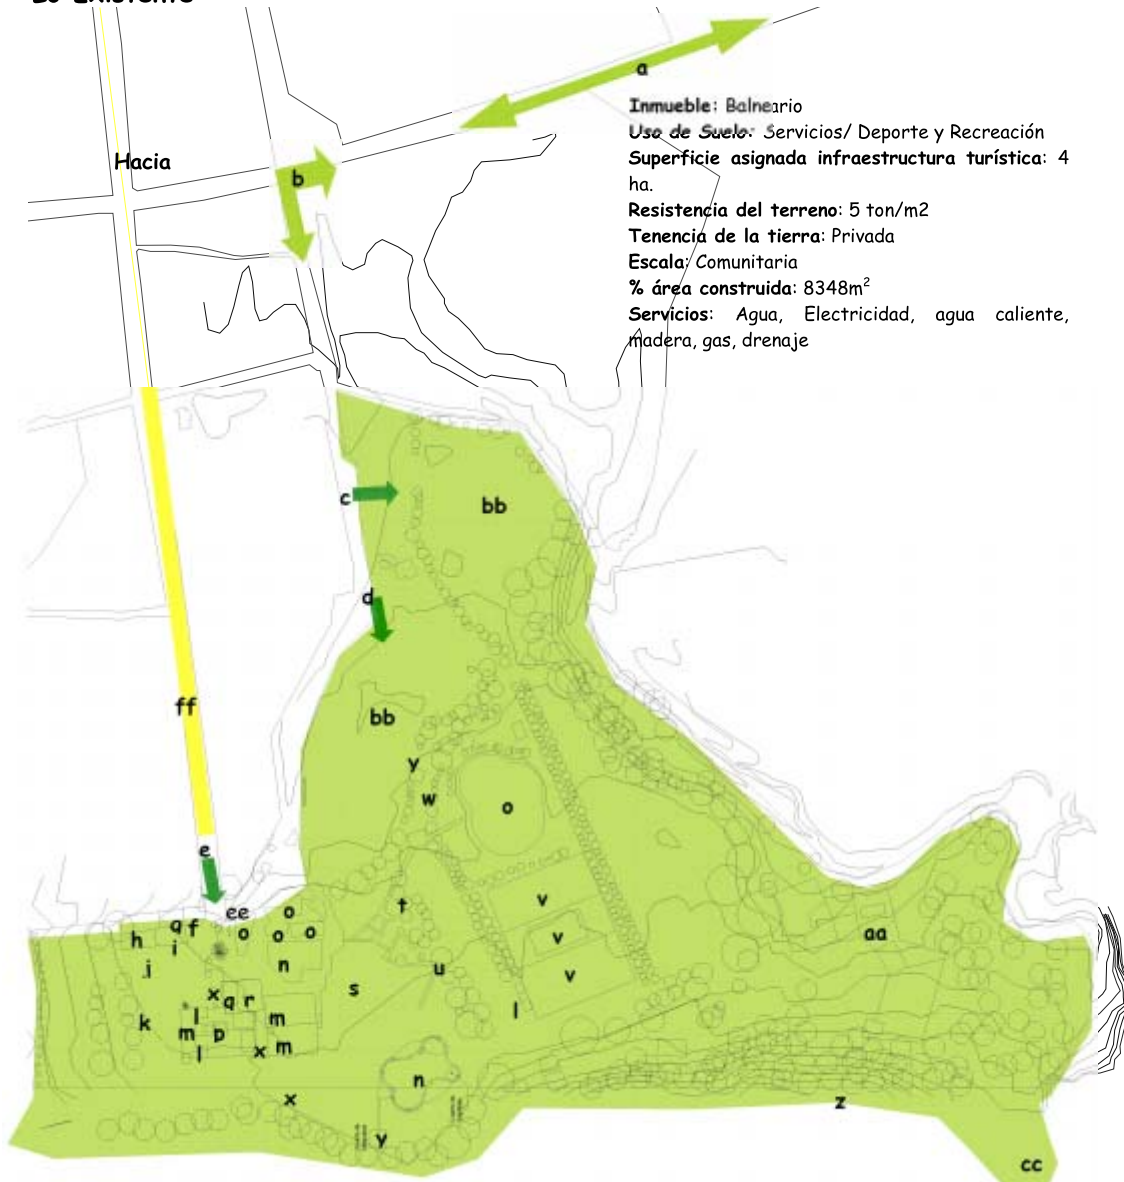 Lo Existente
a
Inmueble: Balneario
Uso de Suelo: Servicios/ Deporte y Recreación
Superficie asignada infraestructura turística: 4
ha.
Resistencia del terreno: 5 ton/m2
Tenencia de la tierra: Privada
Escala: Comunitaria
% área construida: 8348m²
Servicios: Agua, Electricidad, agua caliente,
madera, gas, drenaje
Hacia
b
c
bb
d
ff
bb
y
w
o
e
ee
o
t
v
q f
h
i
o
o
o
v
aa
j
n
u
v
s
x
q r
l
k
l
m
m
p
l
x
m
n
x
y
z
cc